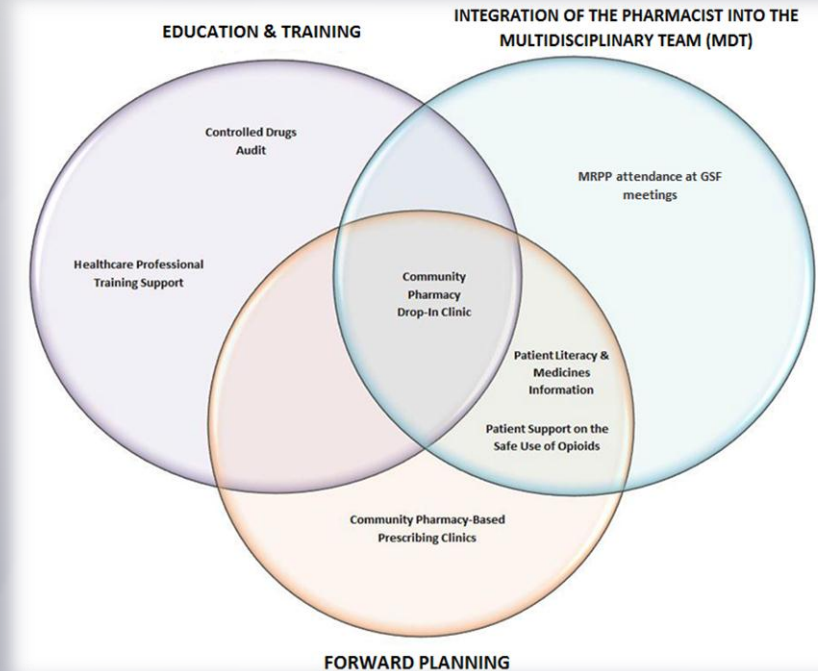 EDUCATION & TRAINING
INTEGRATION OF THE PHARMACIST INTO THE
MULTIDISCIPLINARY TEAM (MDT)
Controlled Drugs
Audit
MRPP attendance at GSF
meetings
Healthcare Professional
Training Support
Community
Pharmacy
Drop-In Clinic
Patient Literacy &
Medicines
Information
Patient Support on the
Safe Use of Opioids
Community Pharmacy-Based
Prescribing Clinics
FORWARD PLANNING